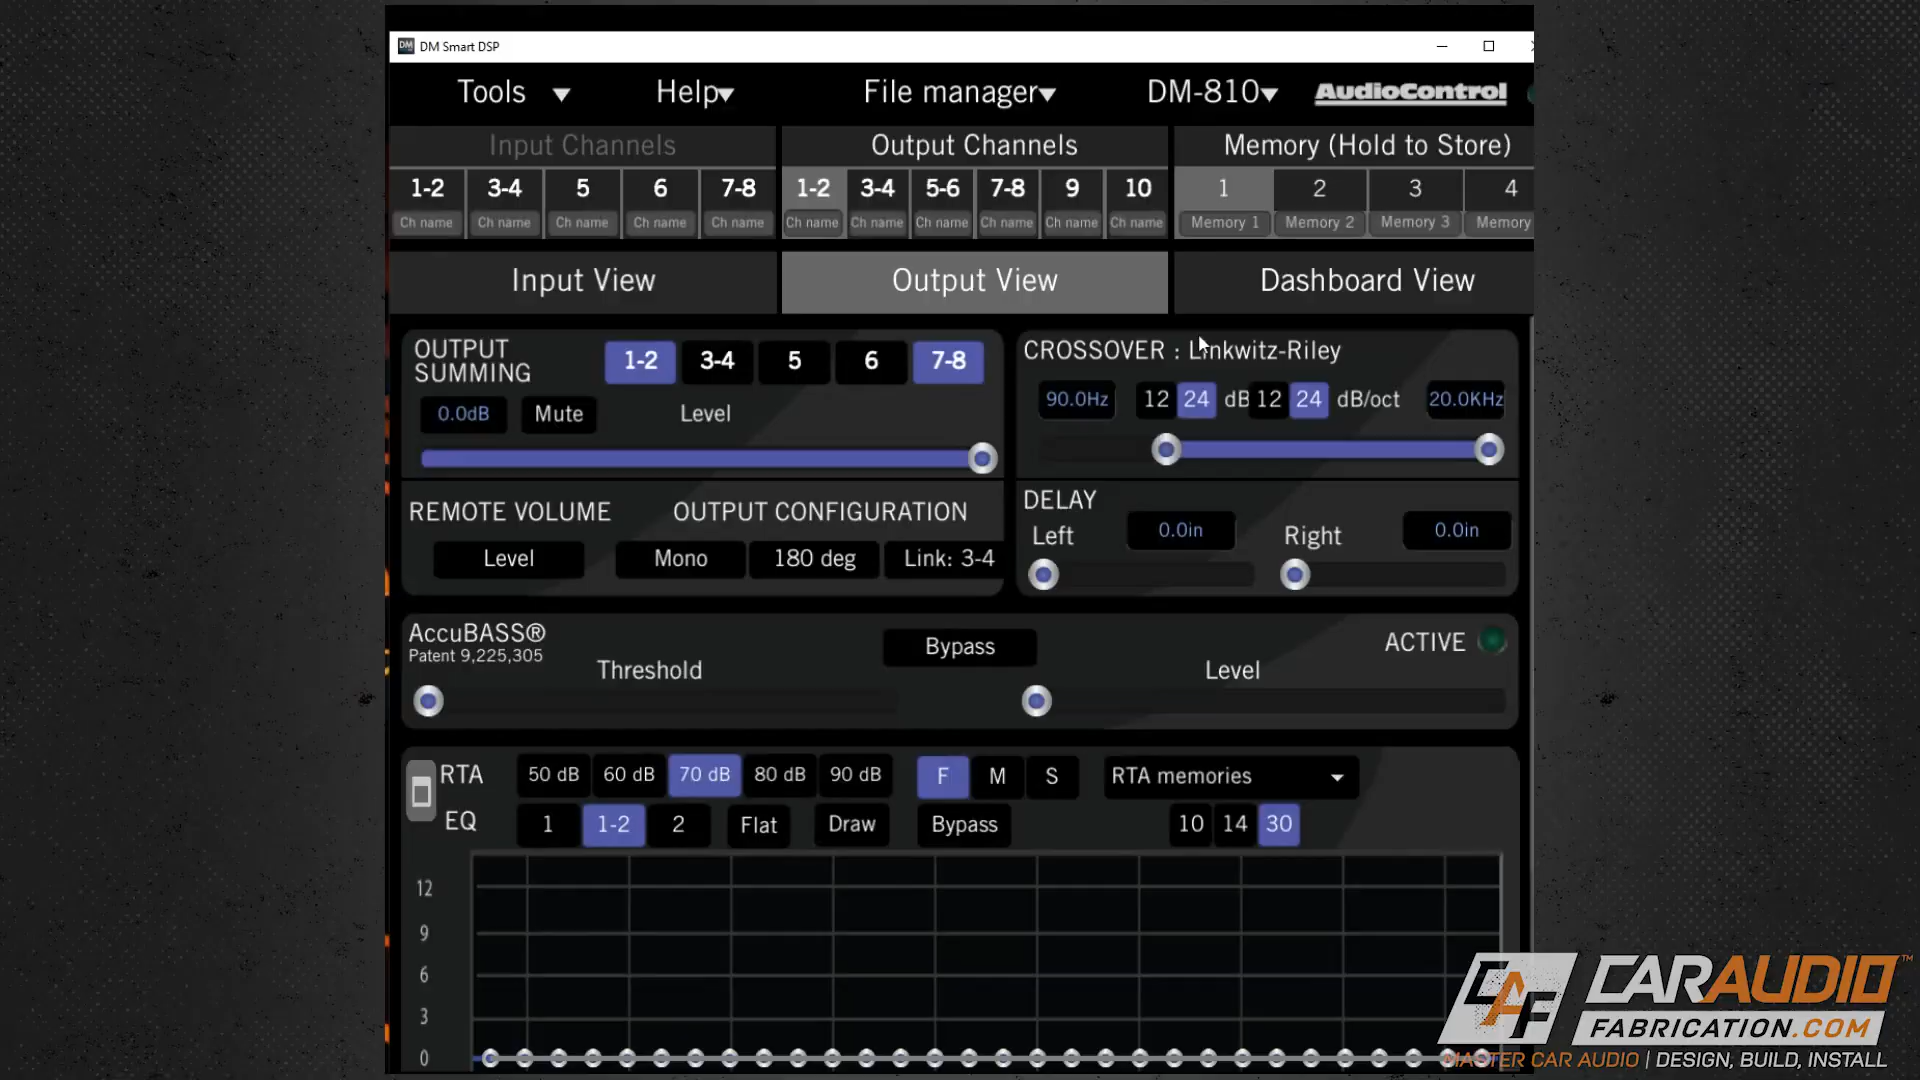 DM Smart DSP
Tools Help File manager DM-810 AudioControl
Input Channels Output Channels Memory (Hold to Store)
1-2 3-4 5 6 7-8 1-2 3-4 5-6 7-8 9 10 1 2 3 4
Ch name Ch name Ch name Ch name Ch name Ch name Ch name Ch name Ch name Ch name Ch name Memory 1 Memory 2 Memory 3 Memory
Input View Output View Dashboard View
OUTPUT SUMMING 1-2 3-4 5 6 7-8
0.0dB Mute Level
CROSSOVER : Linkwitz-Riley
90.0Hz 12 24 dB 12 24 dB/oct 20.0KHz
REMOTE VOLUME OUTPUT CONFIGURATION
Level Mono 180 deg Link: 3-4
DELAY
Left 0.0in Right 0.0in
AccuBASS®
Patent 9,225,305
Threshold Bypass Level ACTIVE
RTA 50 dB 60 dB 70 dB 80 dB 90 dB F M S RTA memories
EQ 1 1-2 2 Flat Draw Bypass 10 14 30
12
9
6
3
0
CAF
CARAUDIO™
FABRICATION.COM
MASTER CAR AUDIO | DESIGN, BUILD, INSTALL